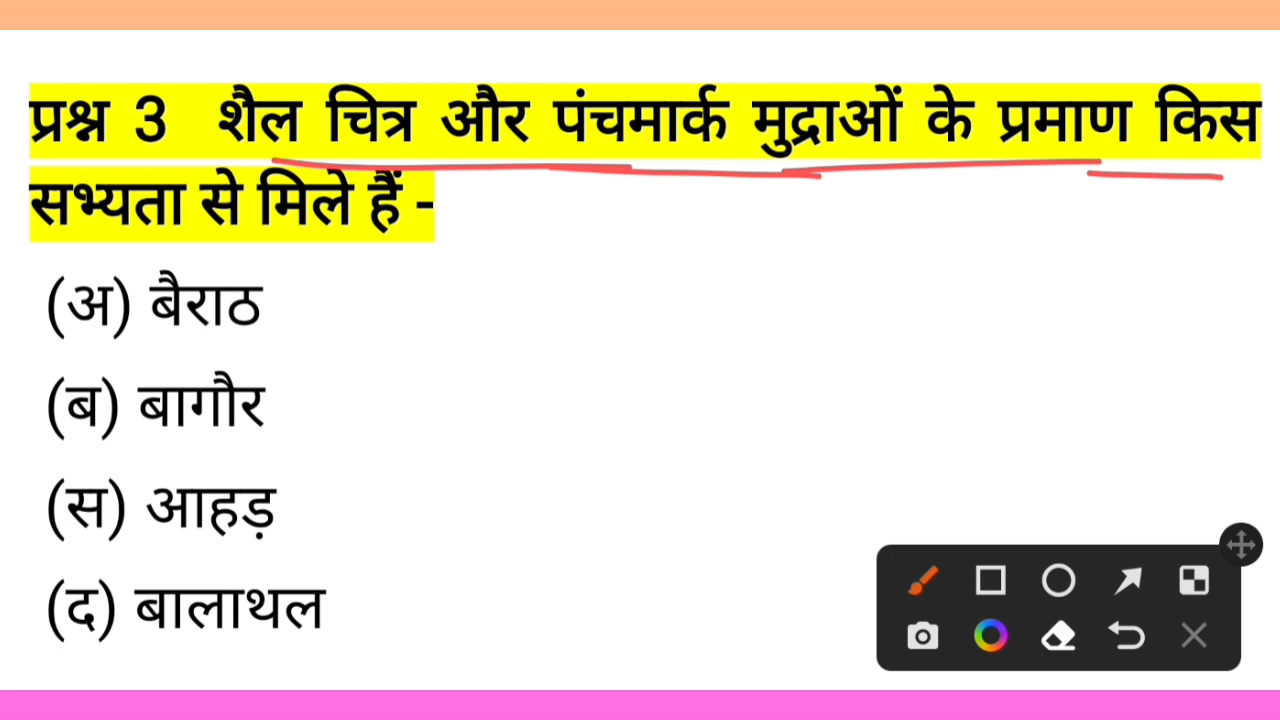 प्रश्न 3 शैल चित्र और पंचमार्क मुद्राओं के प्रमाण किस
सभ्यता से मिले हैं -
(अ) बैराठ
(ब) बागौर
(स) आहड़
(द) बालाथल